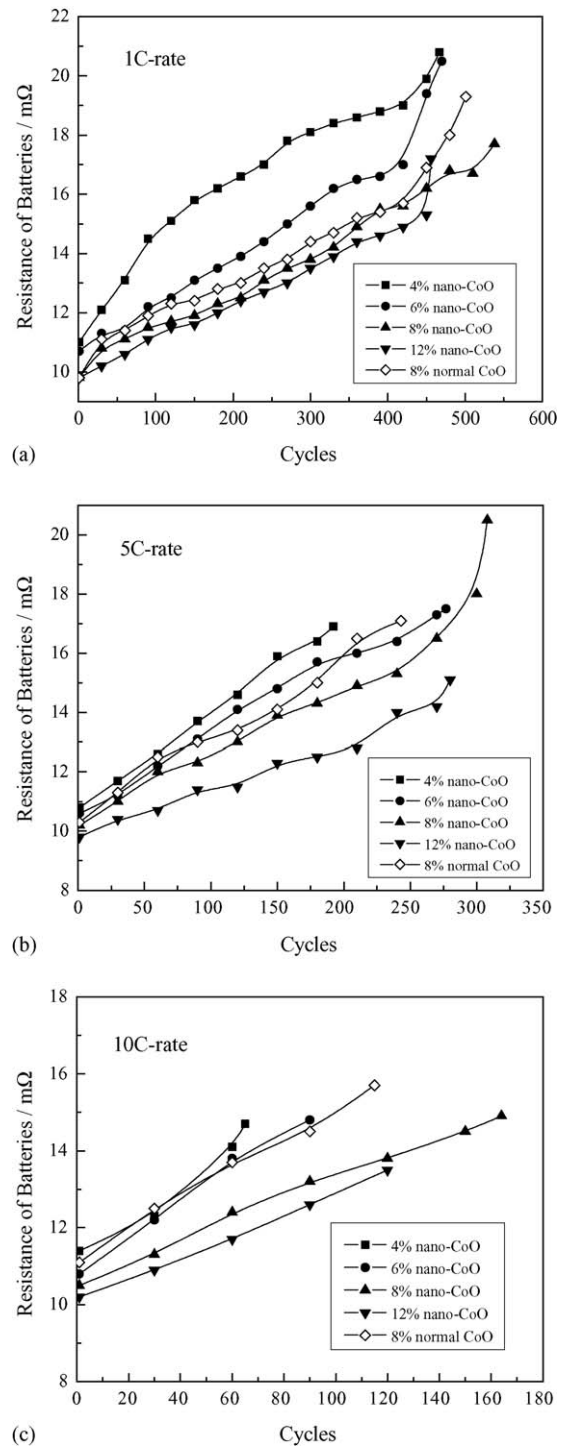 22
20
18
16
14
12
10
Resistance of Batteries / mΩ
1C-rate
4% nano-CoO
6% nano-CoO
8% nano-CoO
12% nano-CoO
8% normal CoO
0 100 200 300 400 500 600
(a) Cycles
20
18
16
14
12
10
8
Resistance of Batteries / mΩ
5C-rate
4% nano-CoO
6% nano-CoO
8% nano-CoO
12% nano-CoO
8% normal CoO
0 50 100 150 200 250 300 350
(b) Cycles
18
16
14
12
10
8
Resistance of Batteries / mΩ
10C-rate
4% nano-CoO
6% nano-CoO
8% nano-CoO
12% nano-CoO
8% normal CoO
0 20 40 60 80 100 120 140 160 180
(c) Cycles